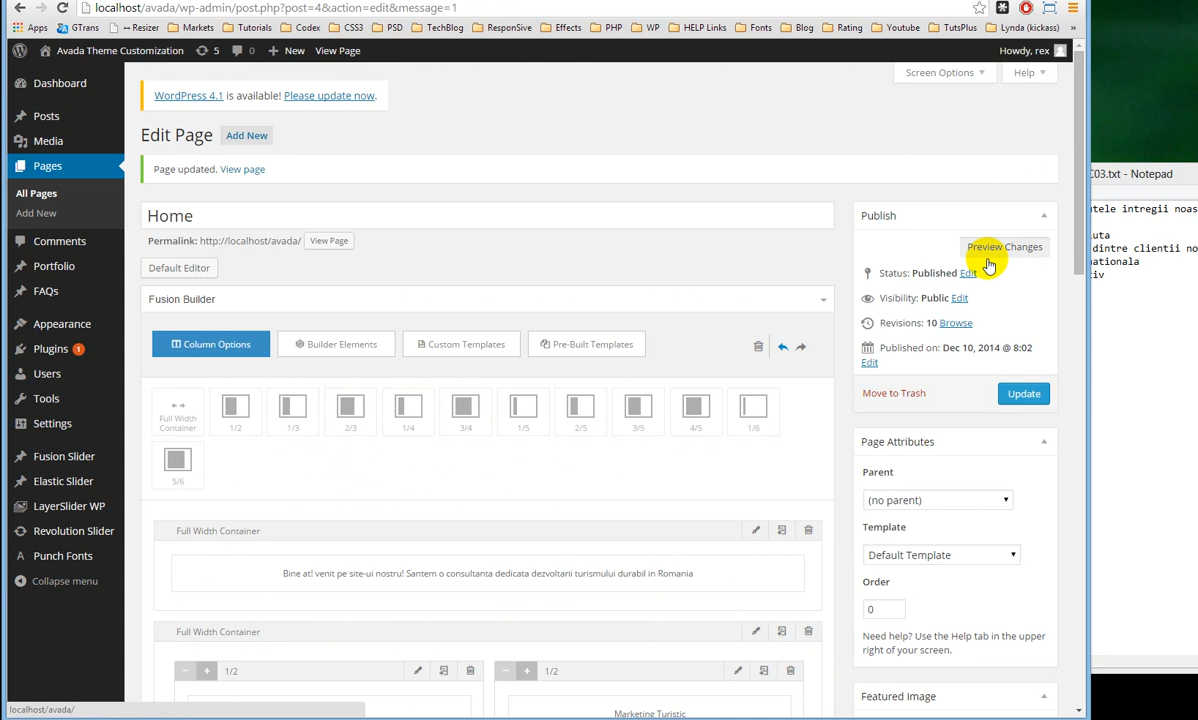 localhost/avada/wp-admin/post.php?post=4&action=edit&message=1
Apps GTrans Resizer Markets Tutorials Codex CSS3 PSD TechBlog ResponSive Effects PHP WP HELP Links Fonts Blog Rating Youtube TutsPlus Lynda (kickass) »
Avada Theme Customization 5 0 New View Page Howdy, rex
Screen Options Help
Dashboard
Posts
Media
Pages
All Pages
Add New
Comments
Portfolio
FAQs
Appearance
Plugins 1
Users
Tools
Settings
Fusion Slider
Elastic Slider
LayerSlider WP
Revolution Slider
Punch Fonts
Collapse menu
WordPress 4.1 is available! Please update now.
Edit Page Add New
Page updated. View page
Home
Permalink: http://localhost/avada/ View Page
Default Editor
Fusion Builder
Column Options Builder Elements Custom Templates Pre-Built Templates
Full Width Container 1/2 1/3 2/3 1/4 3/4 1/5 2/5 3/5 4/5 1/6
5/6
Full Width Container
Bine at! venit pe site-ui nostru! Santem o consultanta dedicata dezvoltarii turismului durabil in Romania
Full Width Container
1/2 1/2
Marketing Turistic
Publish
Preview Changes
Status: Published Edit
Visibility: Public Edit
Revisions: 10 Browse
Published on: Dec 10, 2014 @ 8:02
Edit
Move to Trash Update
Page Attributes
Parent
(no parent)
Template
Default Template
Order
0
Need help? Use the Help tab in the upper
right of your screen.
Featured Image
C03.txt - Notepad
utele intregii noas
uta
dintre clientii no
nationala
iv
localhost/avada/